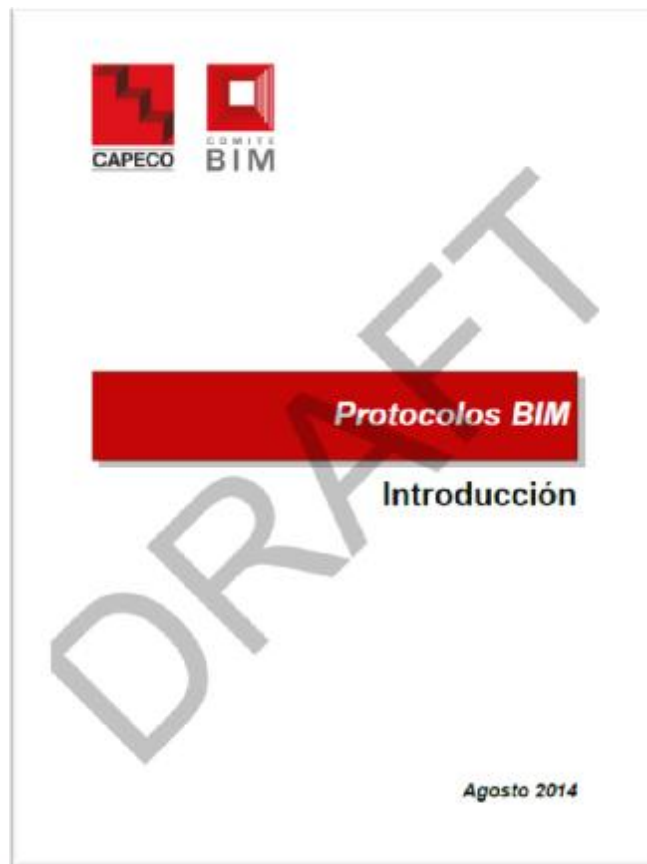 CAPECO
COMITE
BIM
DRAFT
Protocolos BIM
Introducción
Agosto 2014